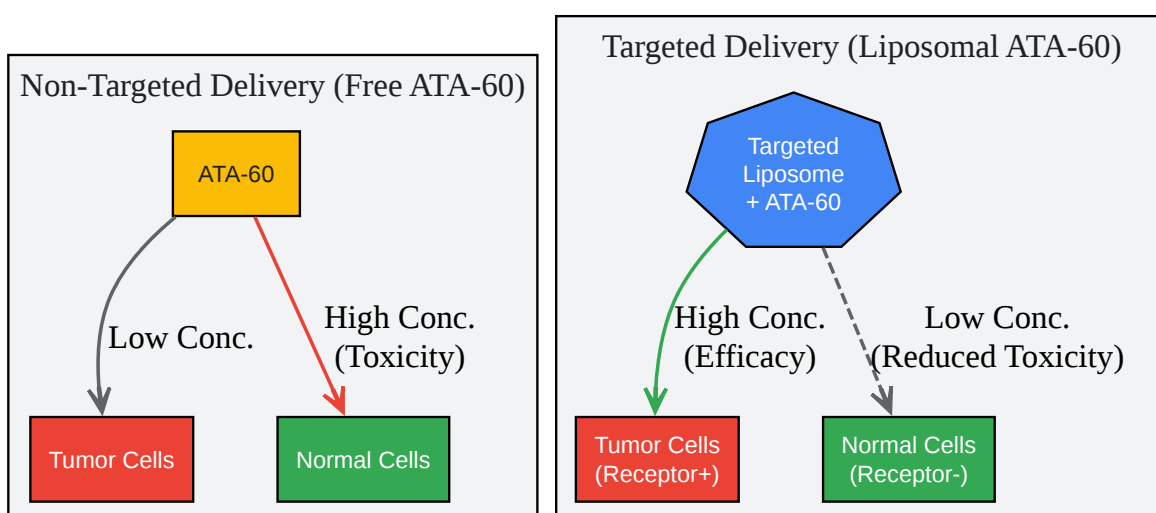 Non-Targeted Delivery (Free ATA-60)
ATA-60
Low Conc.
High Conc.
(Toxicity)
Tumor Cells
Normal Cells
Targeted Delivery (Liposomal ATA-60)
Targeted
Liposome
+ ATA-60
High Conc.
(Efficacy)
Low Conc.
(Reduced Toxicity)
Tumor Cells
(Receptor+)
Normal Cells
(Receptor-)